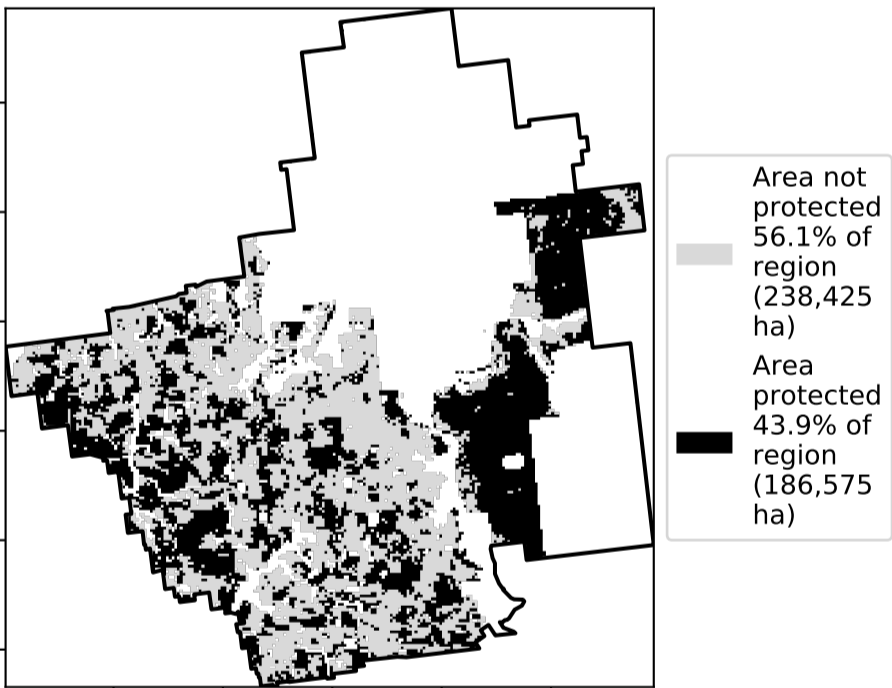 Area not
protected
56.1% of
region
(238,425
ha)
Area
protected
43.9% of
region
(186,575
ha)